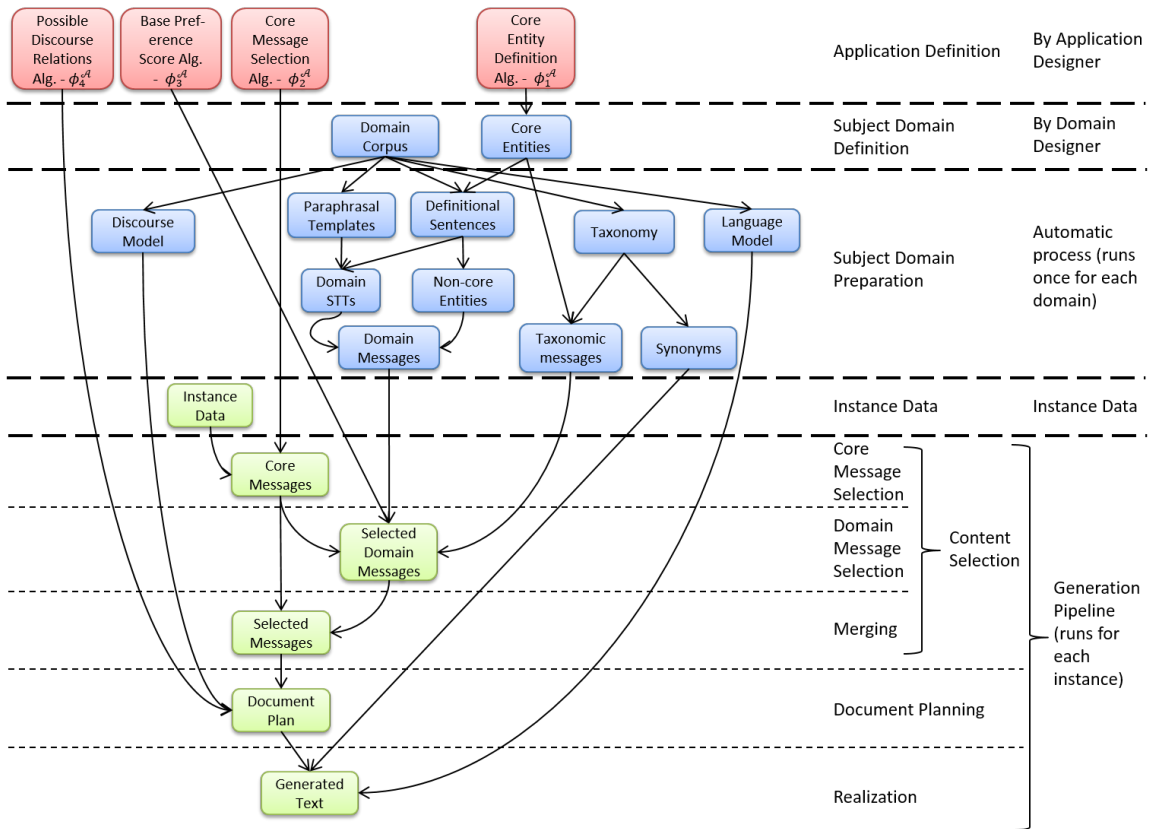 Possible
Discourse
Relations
Alg. - ϕ₄^𝒜
Base Pref-
erence
Score Alg.
- ϕ₃^𝒜
Core
Message
Selection
Alg. - ϕ₂^𝒜
Core
Entity
Definition
Alg. - ϕ₁^𝒜
Application Definition
By Application
Designer
Domain
Corpus
Core
Entities
Subject Domain
Definition
By Domain
Designer
Discourse
Model
Paraphrasal
Templates
Definitional
Sentences
Taxonomy
Language
Model
Domain
STTs
Non-core
Entities
Domain
Messages
Taxonomic
messages
Synonyms
Subject Domain
Preparation
Automatic
process (runs
once for each
domain)
Instance
Data
Instance Data
Instance Data
Core
Messages
Core
Message
Selection
Selected
Domain
Messages
Domain
Message
Selection
Content
Selection
Selected
Messages
Merging
Generation
Pipeline
(runs for
each
instance)
Document
Plan
Document Planning
Generated
Text
Realization